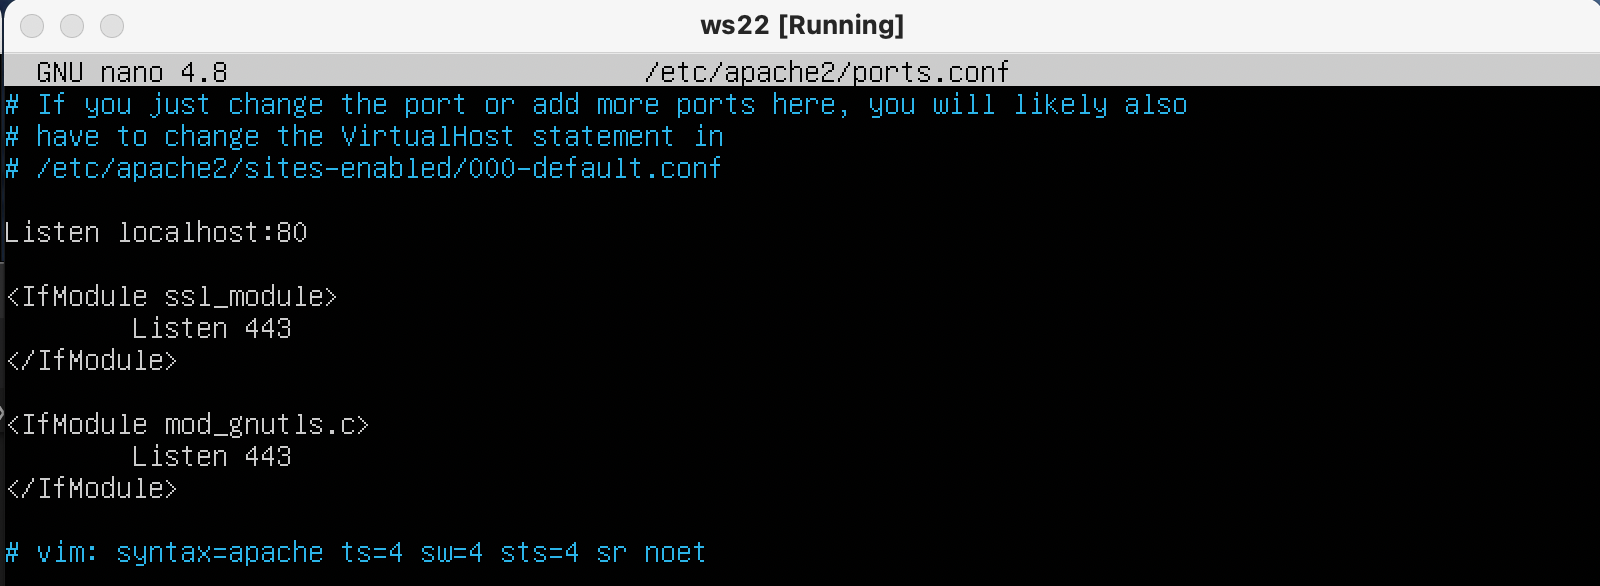 ws22 [Running]
GNU nano 4.8 /etc/apache2/ports.conf
# If you just change the port or add more ports here, you will likely also
# have to change the VirtualHost statement in
# /etc/apache2/sites-enabled/000-default.conf
Listen localhost:80
<IfModule ssl_module>
Listen 443
</IfModule>
<IfModule mod_gnutls.c>
Listen 443
</IfModule>
# vim: syntax=apache ts=4 sw=4 sts=4 sr noet